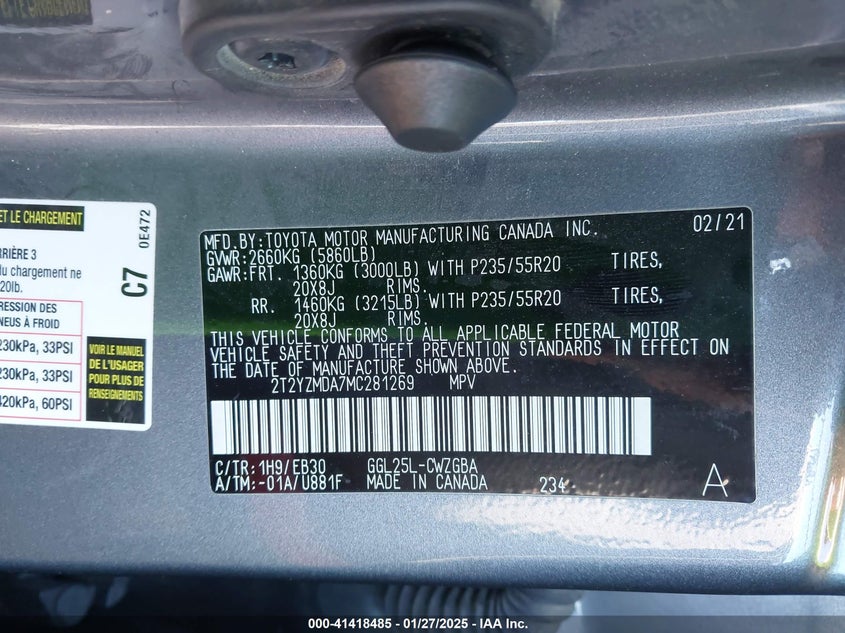 ET LE CHARGEMENT
0E472
RRIÈRE 3
du chargement ne
20lb.
C7
RESSION DES
NEUS À FROID
230kPa, 33PSI
230kPa, 33PSI
420kPa, 60PSI
VOIR LE MANUEL
DE L'USAGER
POUR PLUS DE
RENSEIGNEMENTS
MFD.BY:TOYOTA MOTOR MANUFACTURING CANADA INC. 02/21
GVWR:2660KG (5860LB)
GAWR:FRT. 1360KG (3000LB) WITH P235/55R20 TIRES,
20X8J RIMS.
RR. 1460KG (3215LB) WITH P235/55R20 TIRES,
20X8J RIMS.
THIS VEHICLE CONFORMS TO ALL APPLICABLE FEDERAL MOTOR
VEHICLE SAFETY AND THEFT PREVENTION STANDARDS IN EFFECT ON
THE DATE OF MANUFACTURE SHOWN ABOVE.
2T2YZMDA7MC281269 MPV
C/TR:1H9/EB30 GGL25L-CWZGBA
A/TM:-01A/U881F MADE IN CANADA 234 A
000-41418485 - 01/27/2025 - IAA Inc.